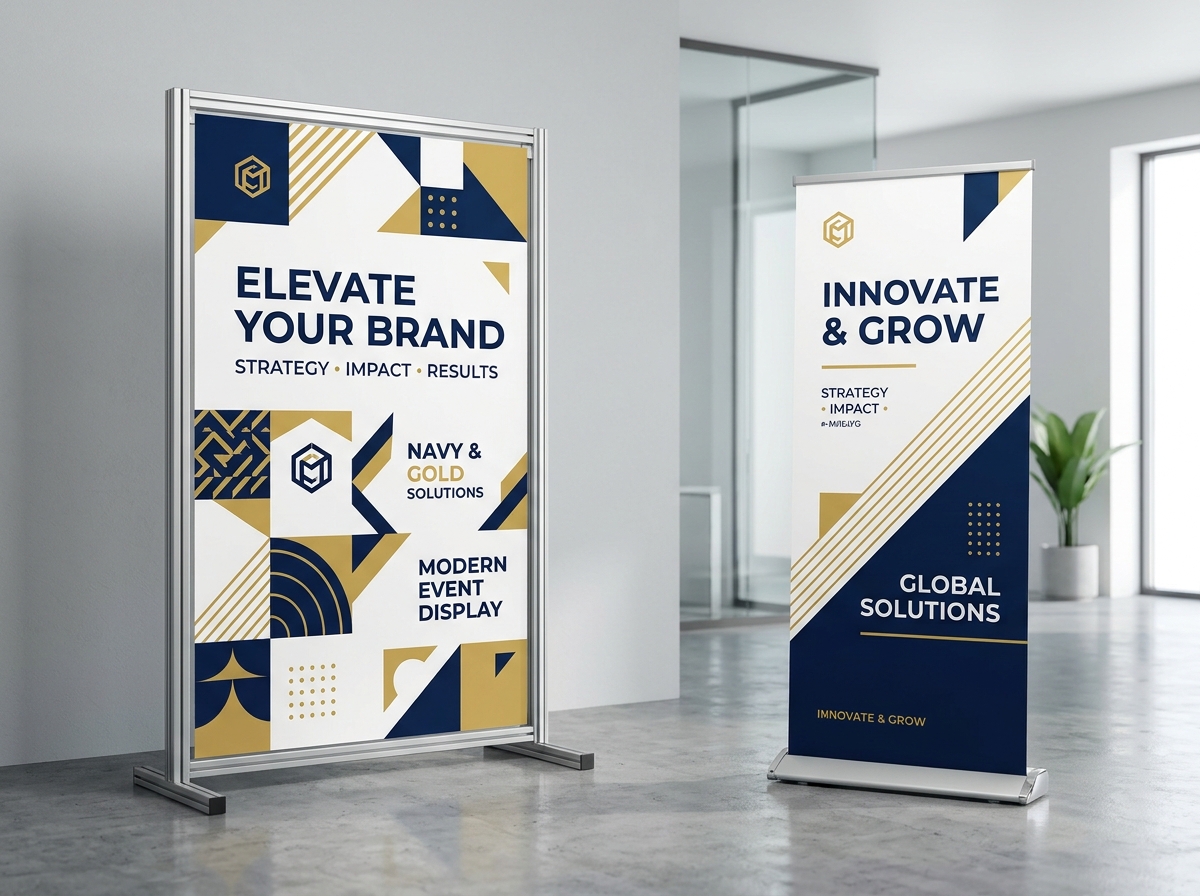 ELEVATE
YOUR BRAND
STRATEGY • IMPACT • RESULTS
NAVY &
GOLD
SOLUTIONS
MODERN
EVENT
DISPLAY
INNOVATE
& GROW
STRATEGY
• IMPACT •
GLOBAL
SOLUTIONS
IMNOVATE & GROW